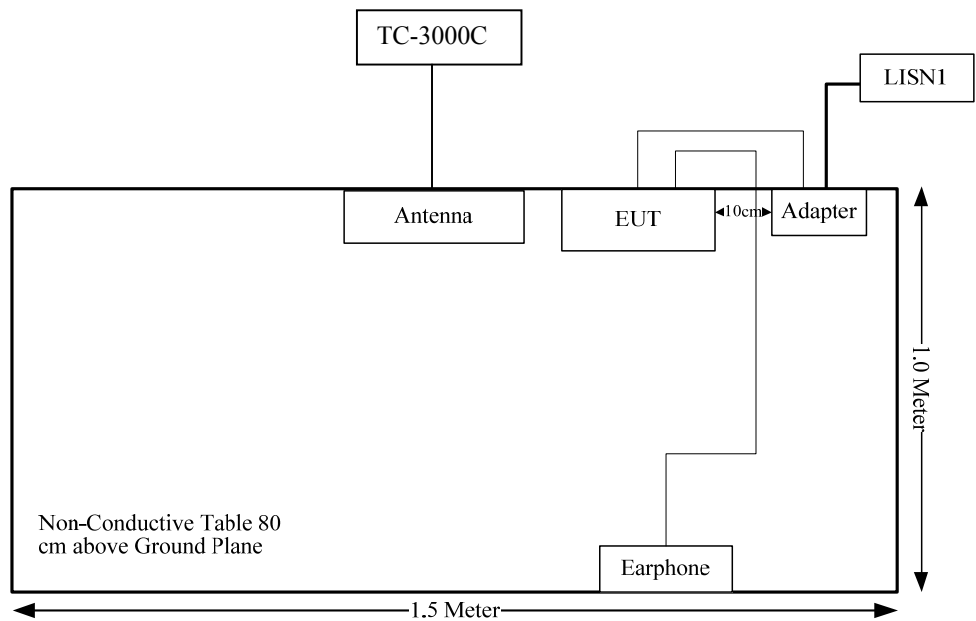 TC-3000C
LISN1
Antenna
EUT
10cm
Adapter
1.0 Meter
Non-Conductive Table 80
cm above Ground Plane
Earphone
1.5 Meter